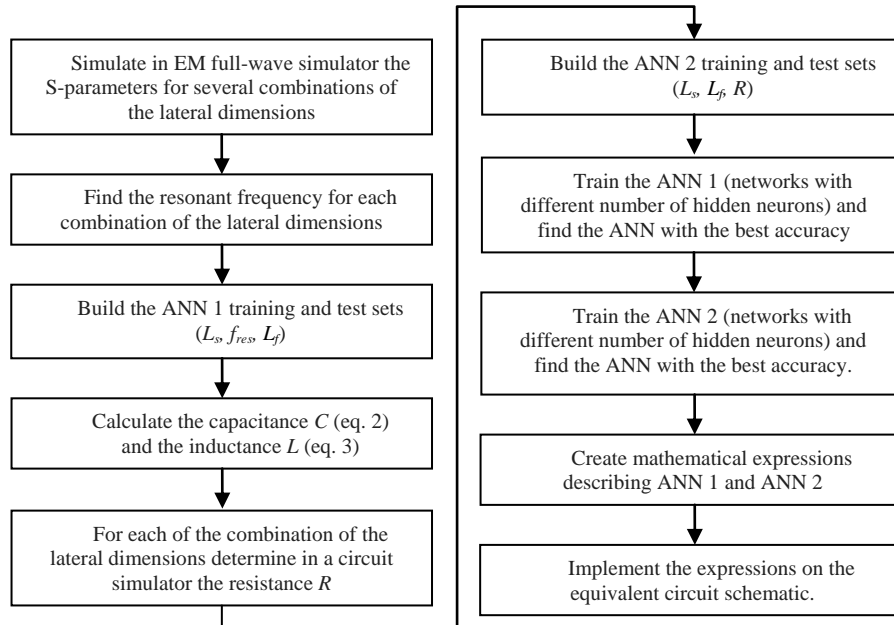 Simulate in EM full-wave simulator the
S-parameters for several combinations of
the lateral dimensions
Find the resonant frequency for each
combination of the lateral dimensions
Build the ANN 1 training and test sets
(Ls, fres, Lf)
Calculate the capacitance C (eq. 2)
and the inductance L (eq. 3)
For each of the combination of the
lateral dimensions determine in a circuit
simulator the resistance R
Build the ANN 2 training and test sets
(Ls, Lf, R)
Train the ANN 1 (networks with
different number of hidden neurons) and
find the ANN with the best accuracy
Train the ANN 2 (networks with
different number of hidden neurons) and
find the ANN with the best accuracy.
Create mathematical expressions
describing ANN 1 and ANN 2
Implement the expressions on the
equivalent circuit schematic.